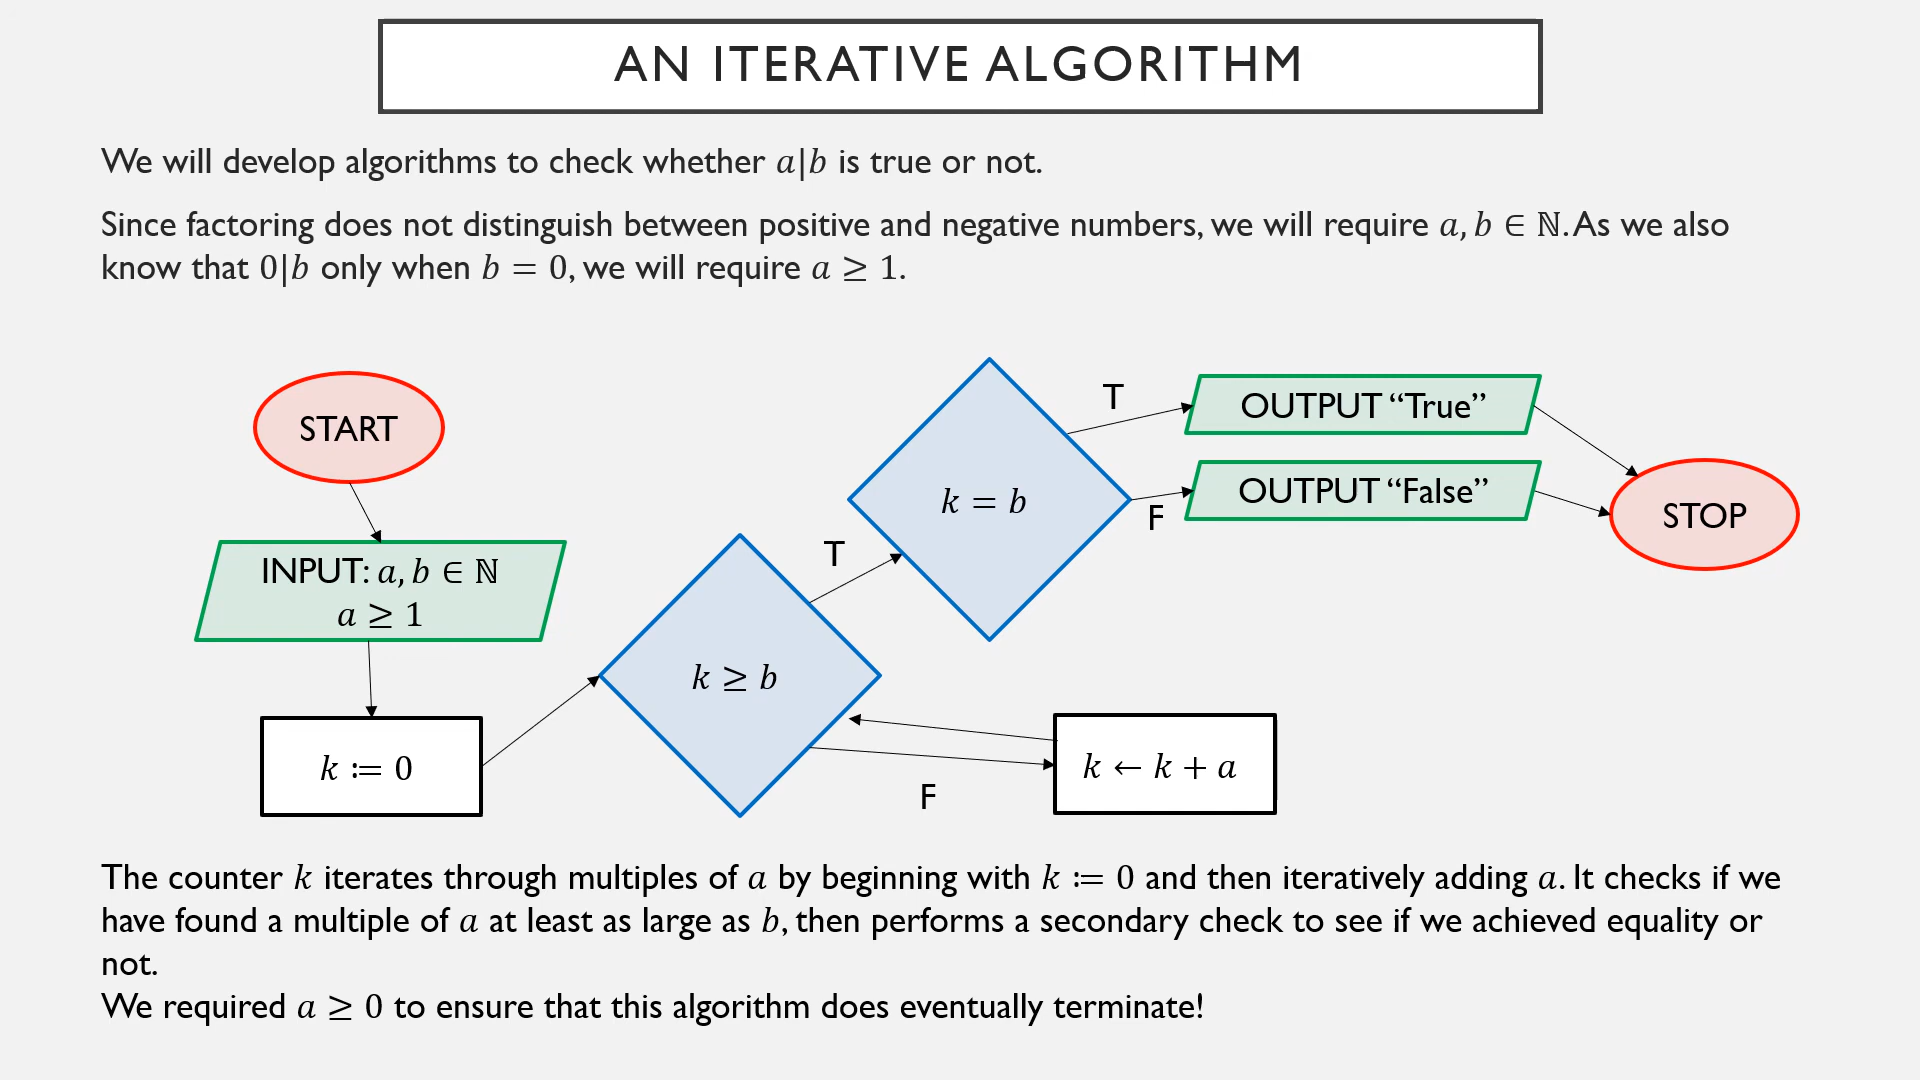 AN ITERATIVE ALGORITHM
We will develop algorithms to check whether a|b is true or not.
Since factoring does not distinguish between positive and negative numbers, we will require a, b ∈ ℕ. As we also
know that 0|b only when b = 0, we will require a ≥ 1.
START
INPUT: a, b ∈ ℕ
a ≥ 1
k ≔ 0
k ≥ b
T
F
k ← k + a
k = b
T
F
OUTPUT “True”
OUTPUT “False”
STOP
The counter k iterates through multiples of a by beginning with k ≔ 0 and then iteratively adding a. It checks if we
have found a multiple of a at least as large as b, then performs a secondary check to see if we achieved equality or
not.
We required a ≥ 0 to ensure that this algorithm does eventually terminate!